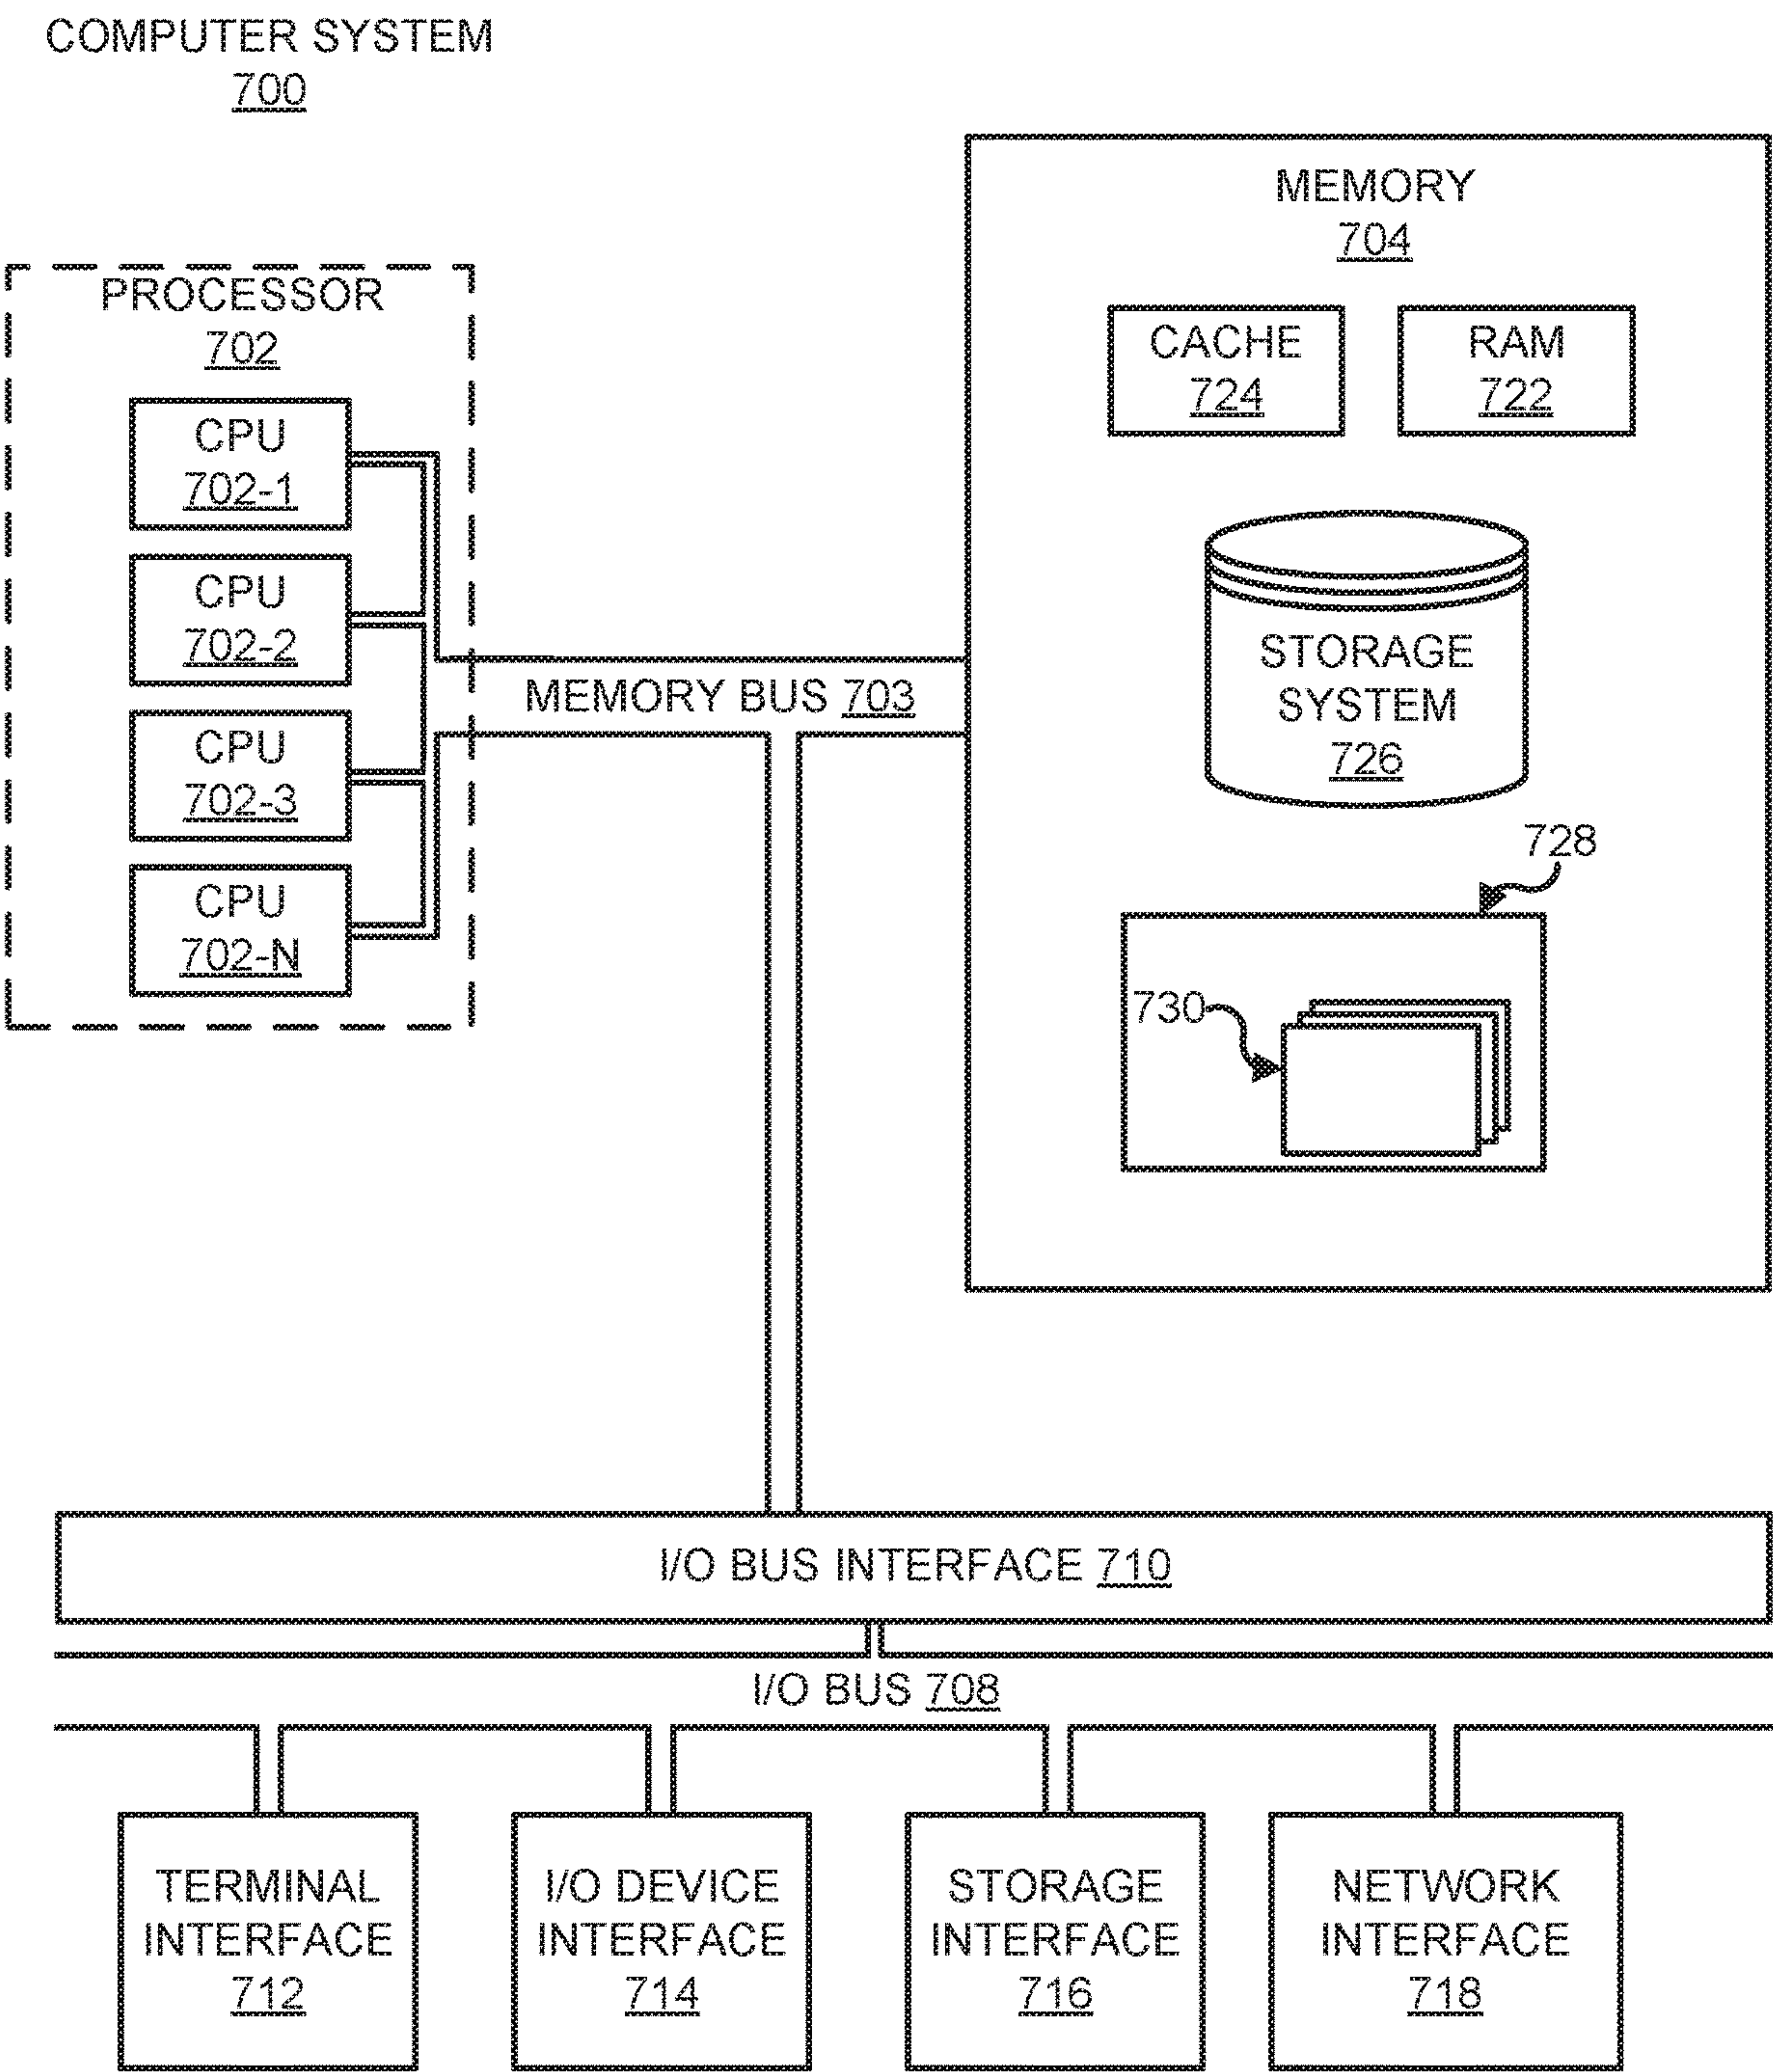 COMPUTER SYSTEM
700
MEMORY
704
PROCESSOR
702
CACHE
724
RAM
722
CPU
702-1
CPU
702-2
CPU
702-3
CPU
702-N
MEMORY BUS 703
STORAGE
SYSTEM
726
728
730
I/O BUS INTERFACE 710
I/O BUS 708
TERMINAL
INTERFACE
712
I/O DEVICE
INTERFACE
714
STORAGE
INTERFACE
716
NETWORK
INTERFACE
718